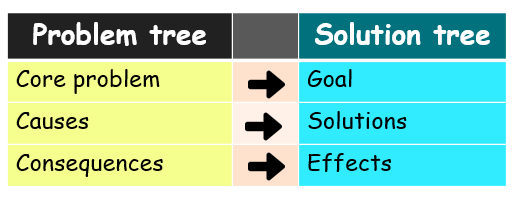 Problem tree Solution tree
Core problem Goal
Causes Solutions
Consequences Effects